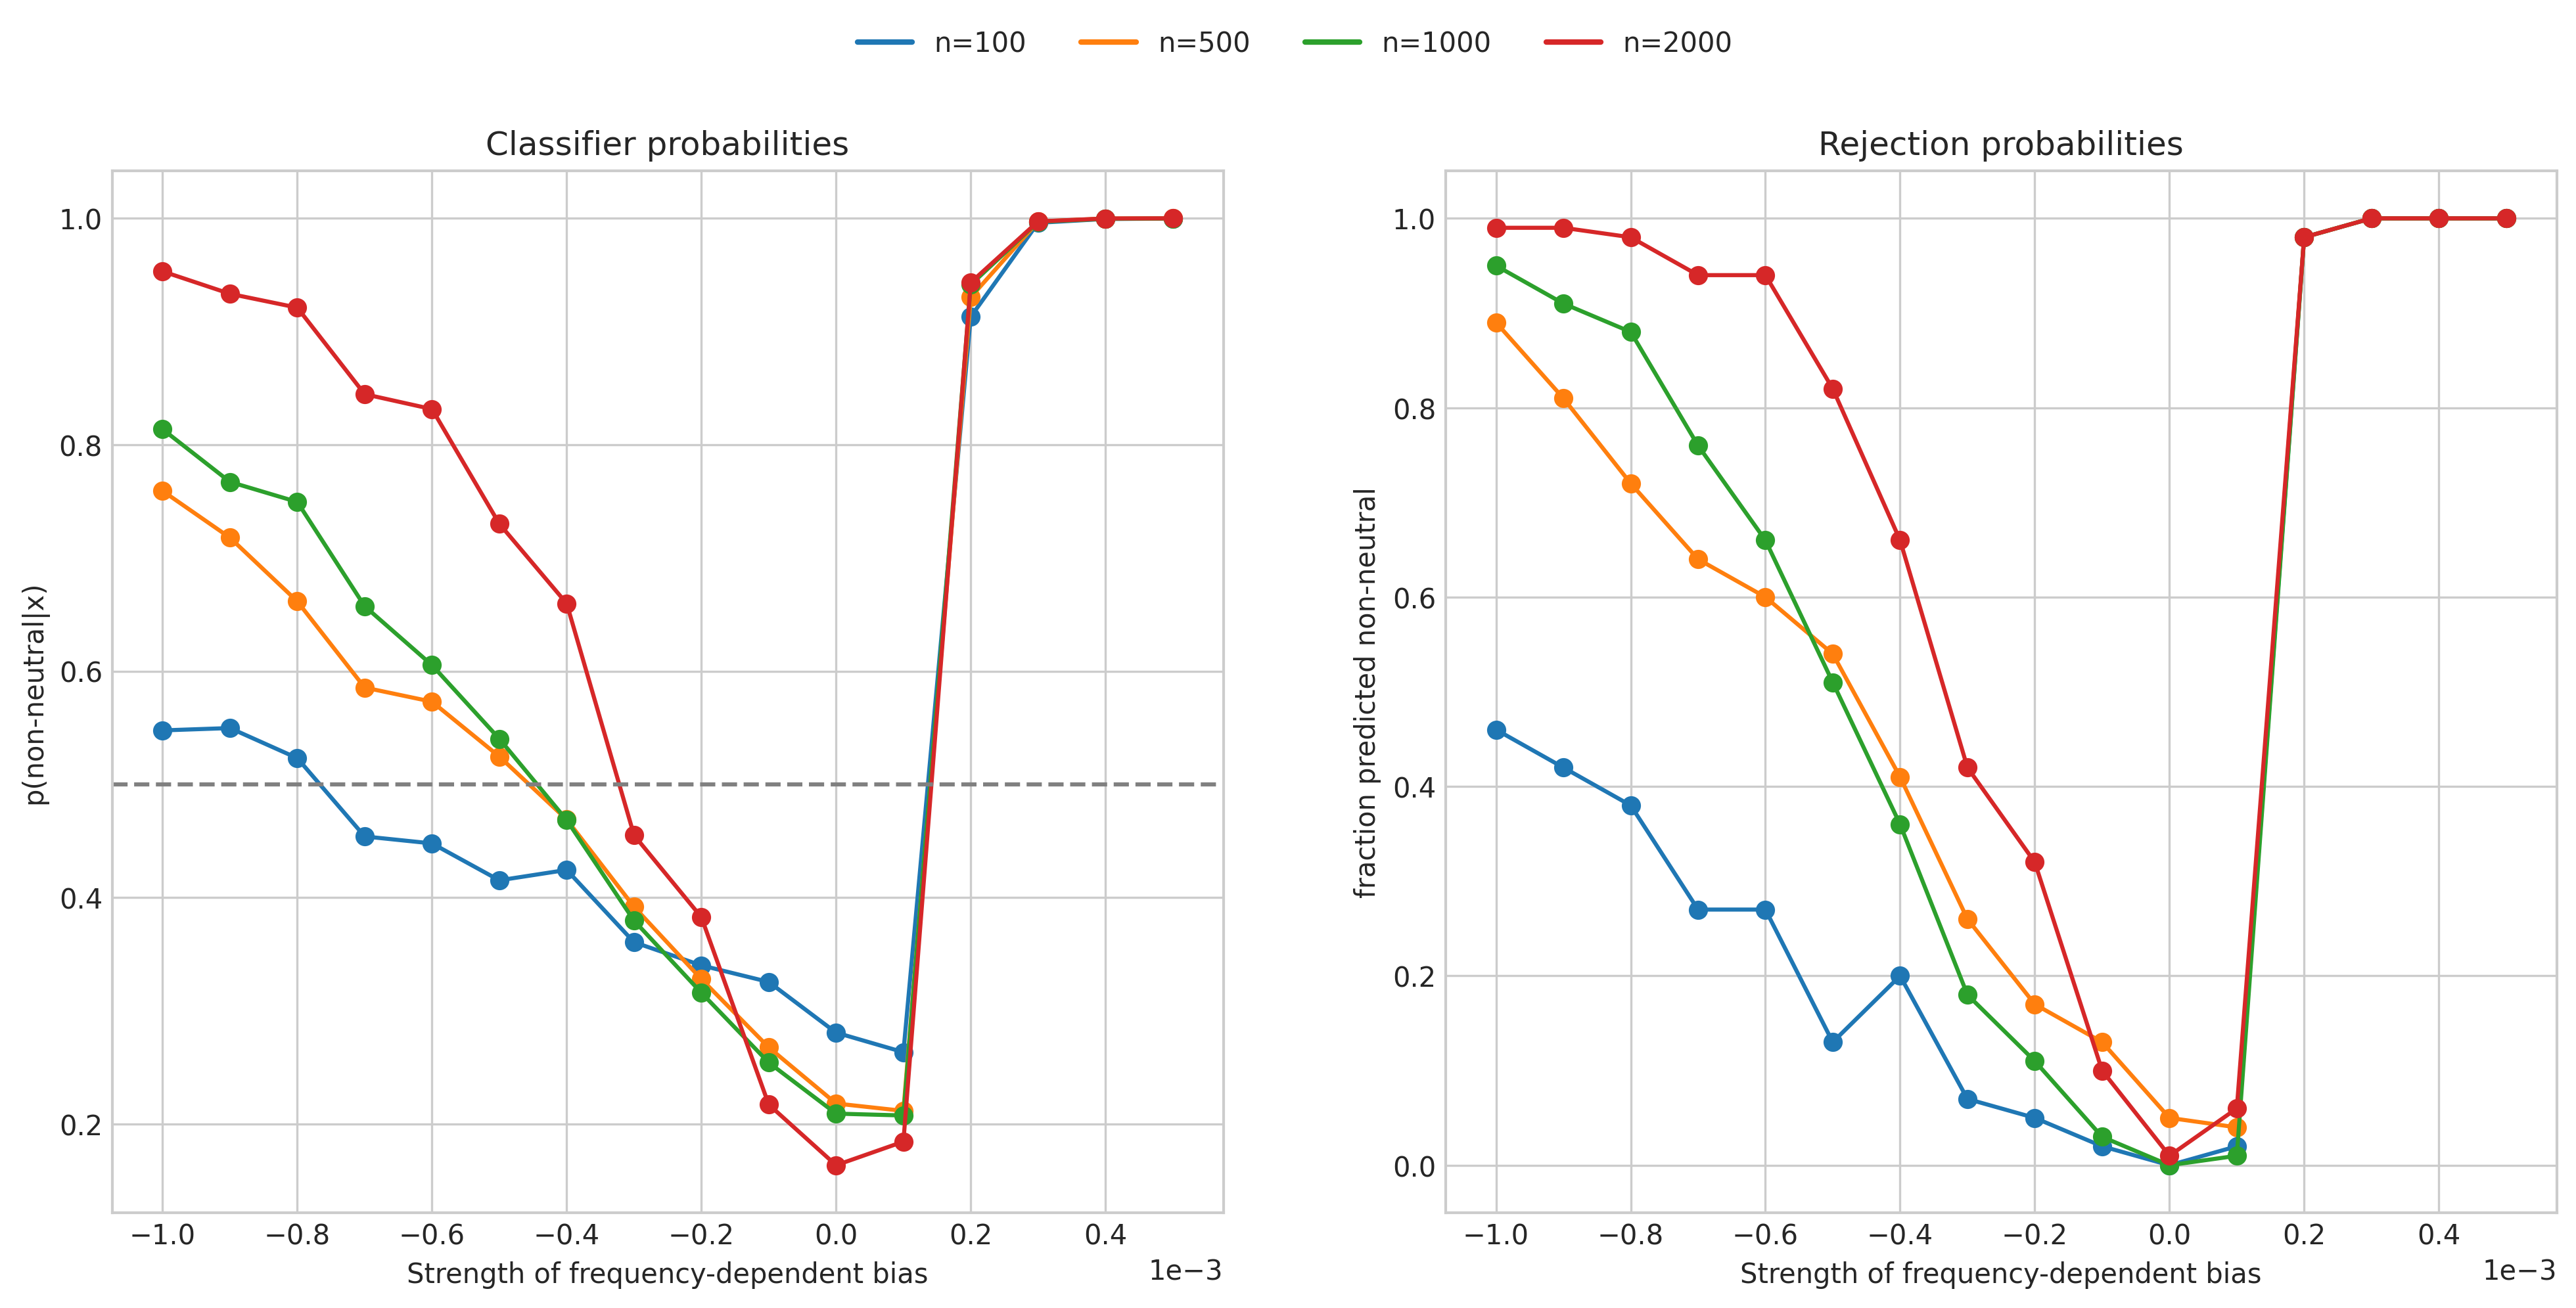 n=100 n=500 n=1000 n=2000
Classifier probabilities
p(non-neutral|x)
1.0
0.8
0.6
0.4
0.2
−1.0 −0.8 −0.6 −0.4 −0.2 0.0 0.2 0.4
1e−3
Strength of frequency-dependent bias
Rejection probabilities
fraction predicted non-neutral
1.0
0.8
0.6
0.4
0.2
0.0
−1.0 −0.8 −0.6 −0.4 −0.2 0.0 0.2 0.4
1e−3
Strength of frequency-dependent bias